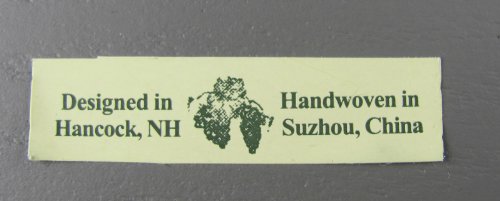 Designed in
Hancock, NH
Handwoven in
Suzhou, China